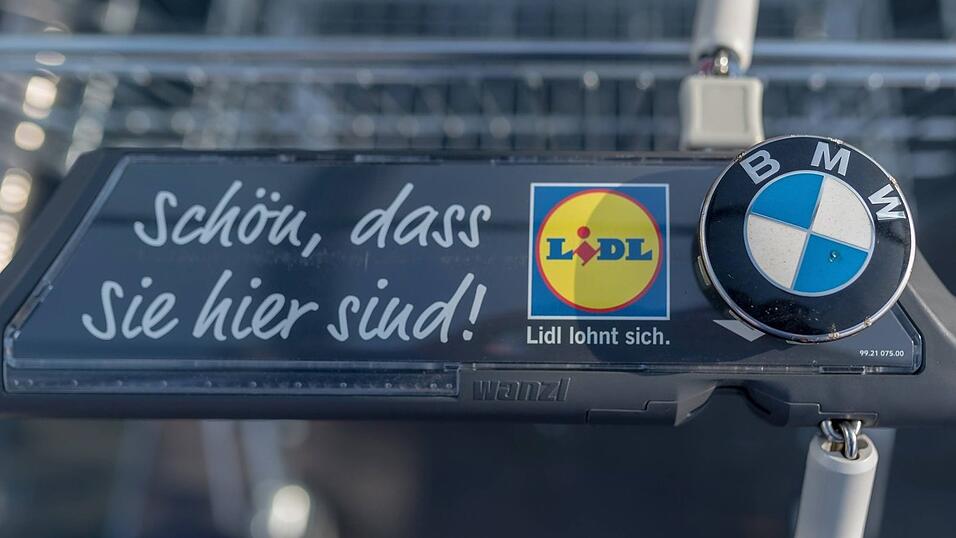 Schön, dass
Sie hier sind!
LiDL
Lidl lohnt sich.
BMW
99.21 075.00
wanzl